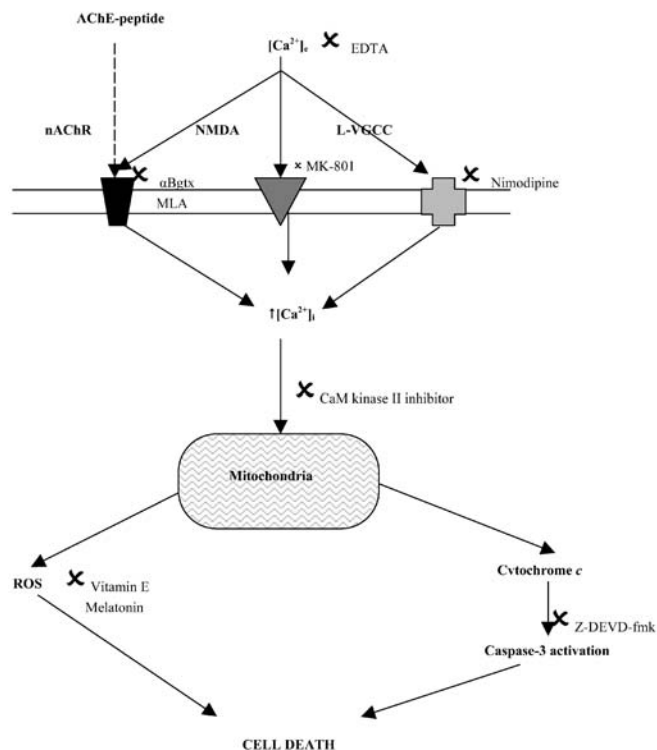 AChE-peptide
[Ca²⁺]ₑ
EDTA
nAChR
NMDA
L-VGCC
MK-801
αBgtx
Nimodipine
MLA
↑[Ca²⁺]ᵢ
CaM kinase II inhibitor
Mitochondria
Cytochrome c
ROS
Vitamin E
Melatonin
Z-DEVD-fmk
Caspase-3 activation
CELL DEATH